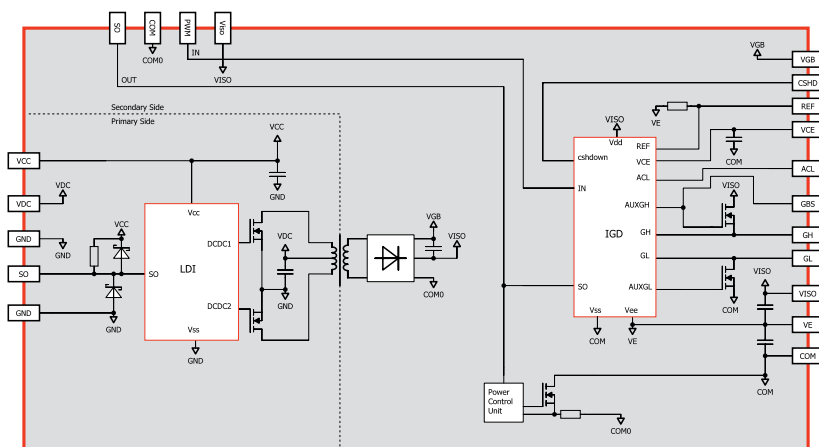 SO
COM
PWM
Viso
IN
COM0
OUT
VISO
VGB
VGB
CSHD
REF
VCE
ACL
GBS
GH
GL
VISO
VE
COM
Secondary Side
Primary Side
VCC
VCC
GND
VDC
VDC
GND
GND
VCC
SO
SO
GND
GND
Vcc
LDI
DCDC1
DCDC2
Vss
GND
VDC
GND
VGB
VISO
COM0
VE
VISO
Vdd
cshdown
IN
IGD
SO
REF
VCE
ACL
AUXGH
GH
GL
AUXGL
Vss
Vee
COM
VE
COM
VISO
COM
VISO
COM
Power
Control
Unit
COM0